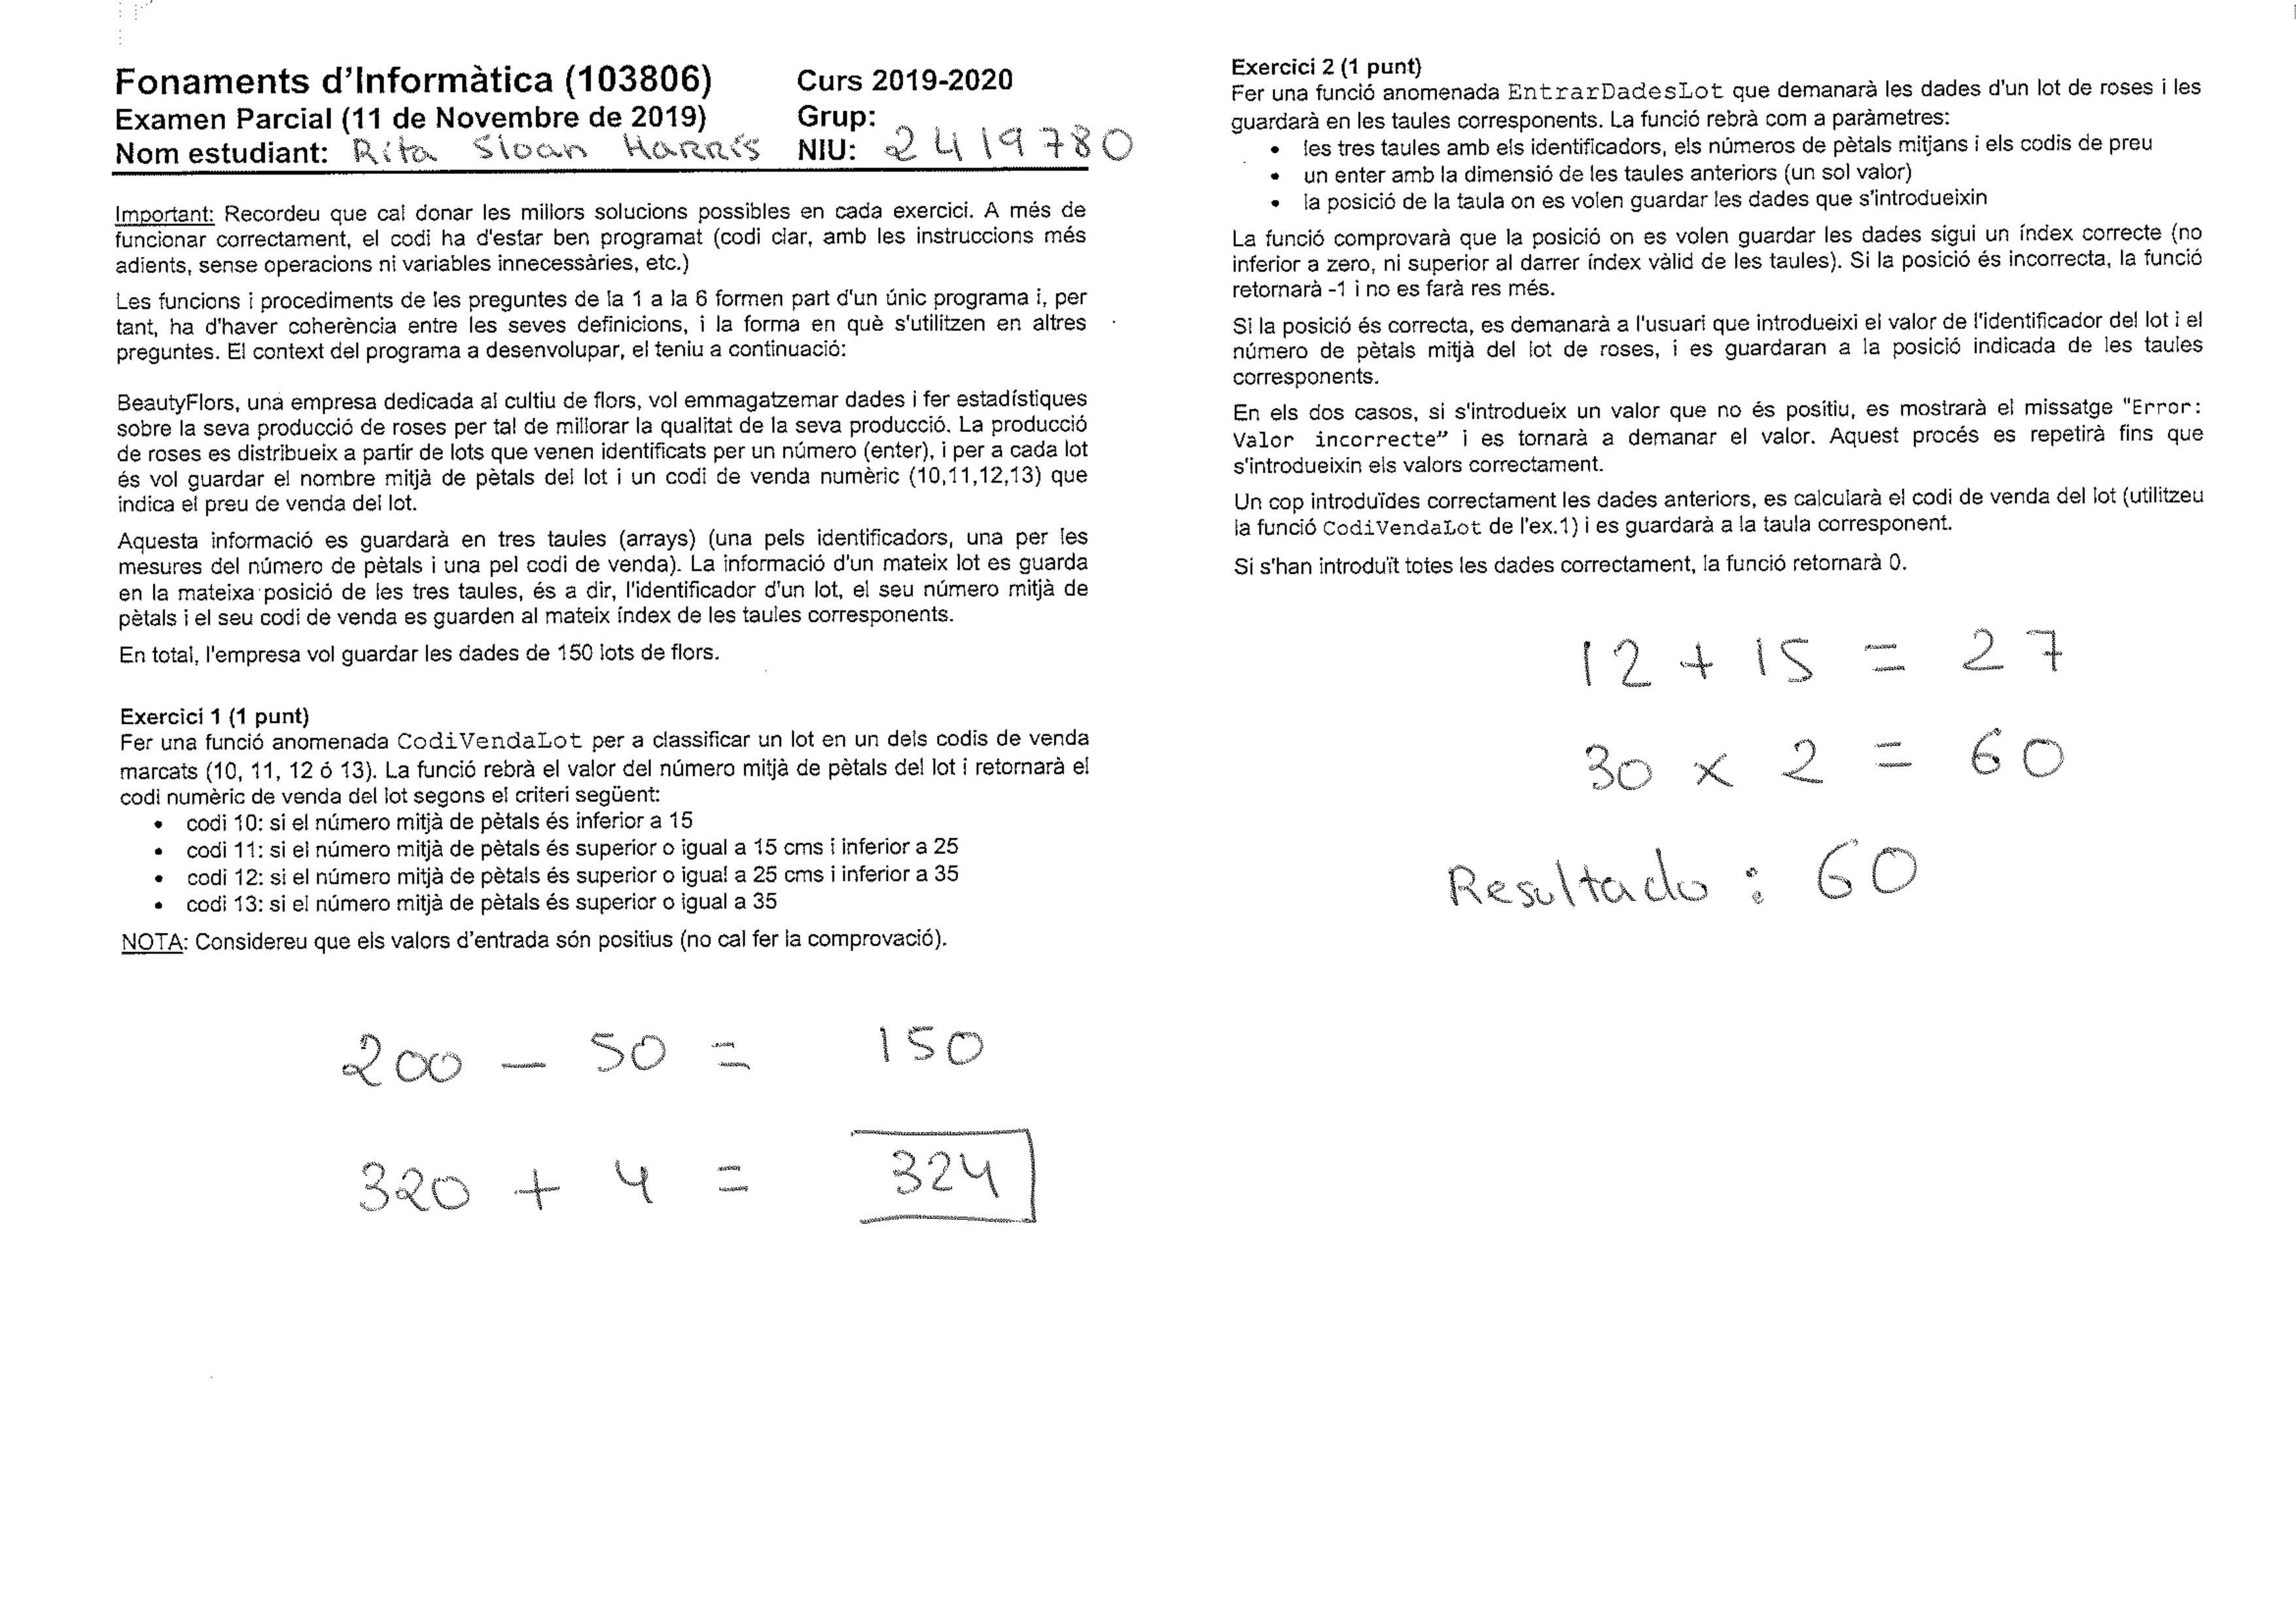 Fonaments d'Informàtica (103806) Curs 2019-2020
Examen Parcial (11 de Novembre de 2019) Grup:
Nom estudiant: Rita Sloan Harris NIU: 2419780
Important: Recordeu que cal donar les millors solucions possibles en cada exercici. A més de
funcionar correctament, el codi ha d'estar ben programat (codi clar, amb les instruccions més
adients, sense operacions ni variables innecessàries, etc.)
Les funcions i procediments de les preguntes de la 1 a la 6 formen part d'un únic programa i, per
tant, ha d'haver coherència entre les seves definicions, i la forma en què s'utilitzen en altres
preguntes. El context del programa a desenvolupar, el teniu a continuació:
BeautyFlors, una empresa dedicada al cultiu de flors, vol emmagatzemar dades i fer estadístiques
sobre la seva producció de roses per tal de millorar la qualitat de la seva producció. La producció
de roses es distribueix a partir de lots que venen identificats per un número (enter), i per a cada lot
és vol guardar el nombre mitjà de pètals del lot i un codi de venda numèric (10,11,12,13) que
indica el preu de venda del lot.
Aquesta informació es guardarà en tres taules (arrays) (una pels identificadors, una per les
mesures del número de pètals i una pel codi de venda). La informació d'un mateix lot es guarda
en la mateixa posició de les tres taules, és a dir, l'identificador d'un lot, el seu número mitjà de
pètals i el seu codi de venda es guarden al mateix índex de les taules corresponents.
En total, l'empresa vol guardar les dades de 150 lots de flors.
Exercici 1 (1 punt)
Fer una funció anomenada CodiVendaLot per a classificar un lot en un dels codis de venda
marcats (10, 11, 12 ó 13). La funció rebrà el valor del número mitjà de pètals del lot i retornarà el
codi numèric de venda del lot segons el criteri següent:
• codi 10: si el número mitjà de pètals és inferior a 15
• codi 11: si el número mitjà de pètals és superior o igual a 15 cms i inferior a 25
• codi 12: si el número mitjà de pètals és superior o igual a 25 cms i inferior a 35
• codi 13: si el número mitjà de pètals és superior o igual a 35
NOTA: Considereu que els valors d'entrada són positius (no cal fer la comprovació).
200 - 50 = 150
320 + 4 = 324
Exercici 2 (1 punt)
Fer una funció anomenada EntrarDadesLot que demanarà les dades d'un lot de roses i les
guardarà en les taules corresponents. La funció rebrà com a paràmetres:
• les tres taules amb els identificadors, els números de pètals mitjans i els codis de preu
• un enter amb la dimensió de les taules anteriors (un sol valor)
• la posició de la taula on es volen guardar les dades que s'introdueixin
La funció comprovarà que la posició on es volen guardar les dades sigui un índex correcte (no
inferior a zero, ni superior al darrer índex vàlid de les taules). Si la posició és incorrecta, la funció
retornarà -1 i no es farà res més.
Si la posició és correcta, es demanarà a l'usuari que introdueixi el valor de l'identificador del lot i el
número de pètals mitjà del lot de roses, i es guardaran a la posició indicada de les taules
corresponents.
En els dos casos, si s'introdueix un valor que no és positiu, es mostrarà el missatge "Error:
Valor incorrecte" i es tornarà a demanar el valor. Aquest procés es repetirà fins que
s'introdueixin els valors correctament.
Un cop introduïdes correctament les dades anteriors, es calcularà el codi de venda del lot (utilitzeu
la funció CodiVendaLot de l'ex.1) i es guardarà a la taula corresponent.
Si s'han introduït totes les dades correctament, la funció retornarà 0.
12 + 15 = 27
30 x 2 = 60
Resultado : 60